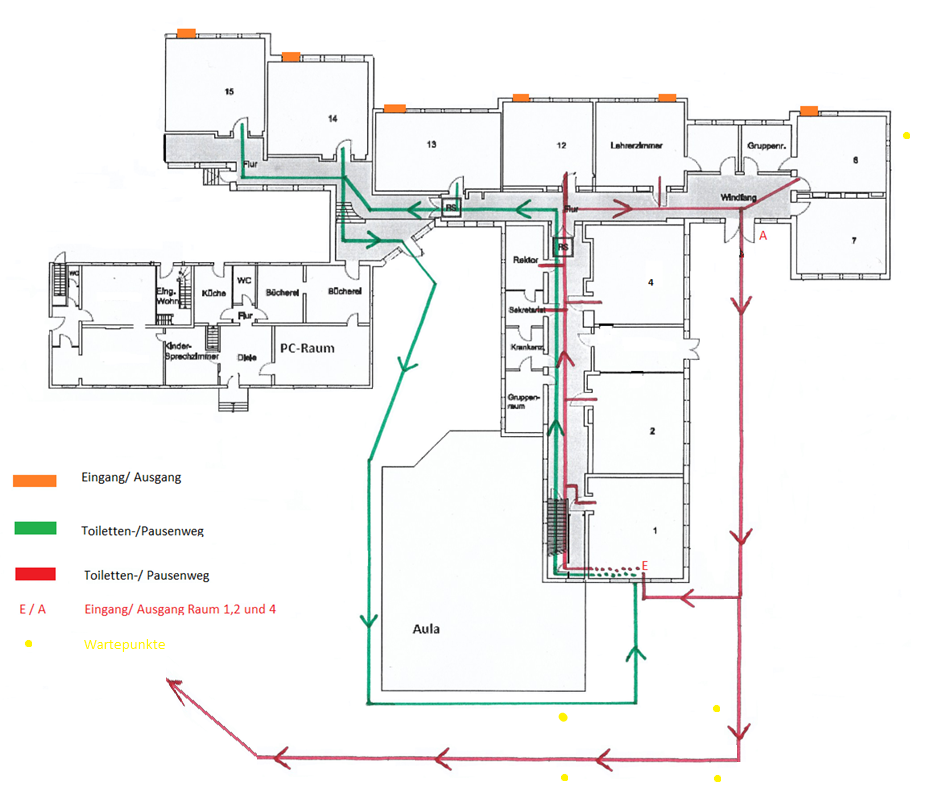 15
14
13
12
Lehrerzimmer
Gruppenr.
6
Flur
RS
Flur
Windfang
A
7
RS
Rektor
4
Sekretariat
Krankenz.
Gruppen-
raum
2
1
E
WC
Eing.
Wohn.
Küche
WC
Bücherei
Bücherei
Flur
Kinder-
Sprechzimmer
Diele
PC-Raum
Aula
Eingang/ Ausgang
Toiletten-/Pausenweg
Toiletten-/ Pausenweg
E / A
Eingang/ Ausgang Raum 1,2 und 4
Wartepunkte